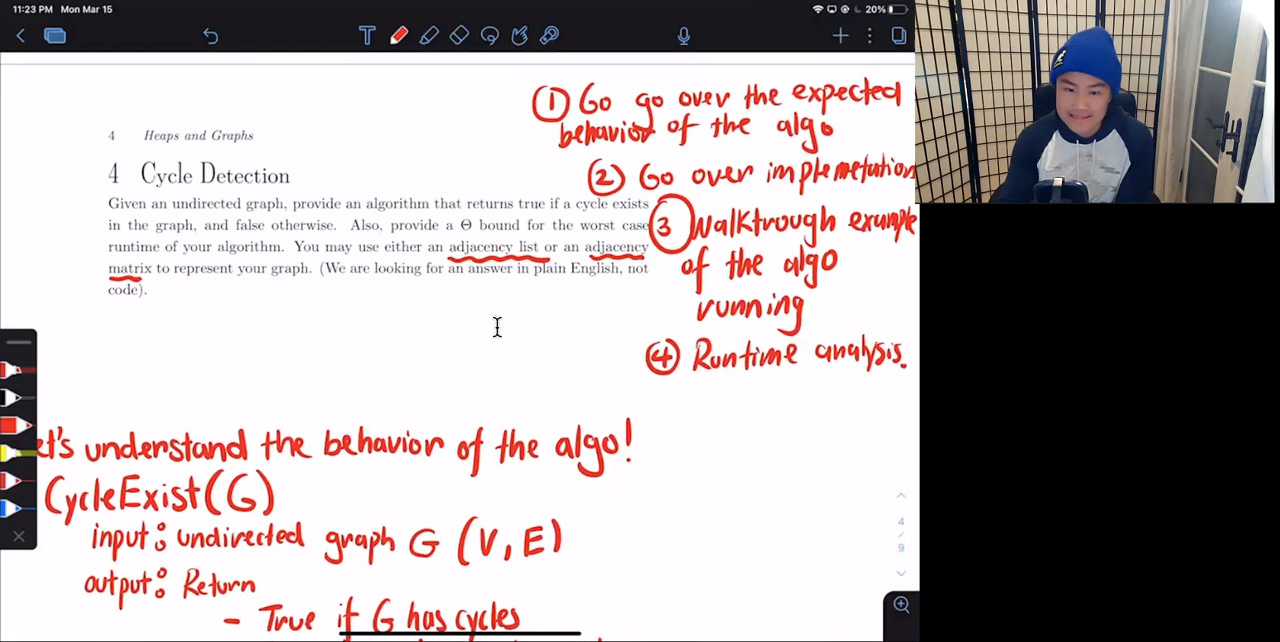 11:23 PM Mon Mar 15
20%
① Go go over the expected
behavior of the algo
② Go over implemetation
③ Walktrough example
of the algo
running
④ Runtime analysis.
4 Heaps and Graphs
4 Cycle Detection
Given an undirected graph, provide an algorithm that returns true if a cycle exists
in the graph, and false otherwise. Also, provide a Θ bound for the worst case
runtime of your algorithm. You may use either an adjacency list or an adjacency
matrix to represent your graph. (We are looking for an answer in plain English, not
code).
et's understand the behavior of the algo!
CycleExist(G)
input: undirected graph G (V, E)
output: Return
- True if G has cycles
4
/
9